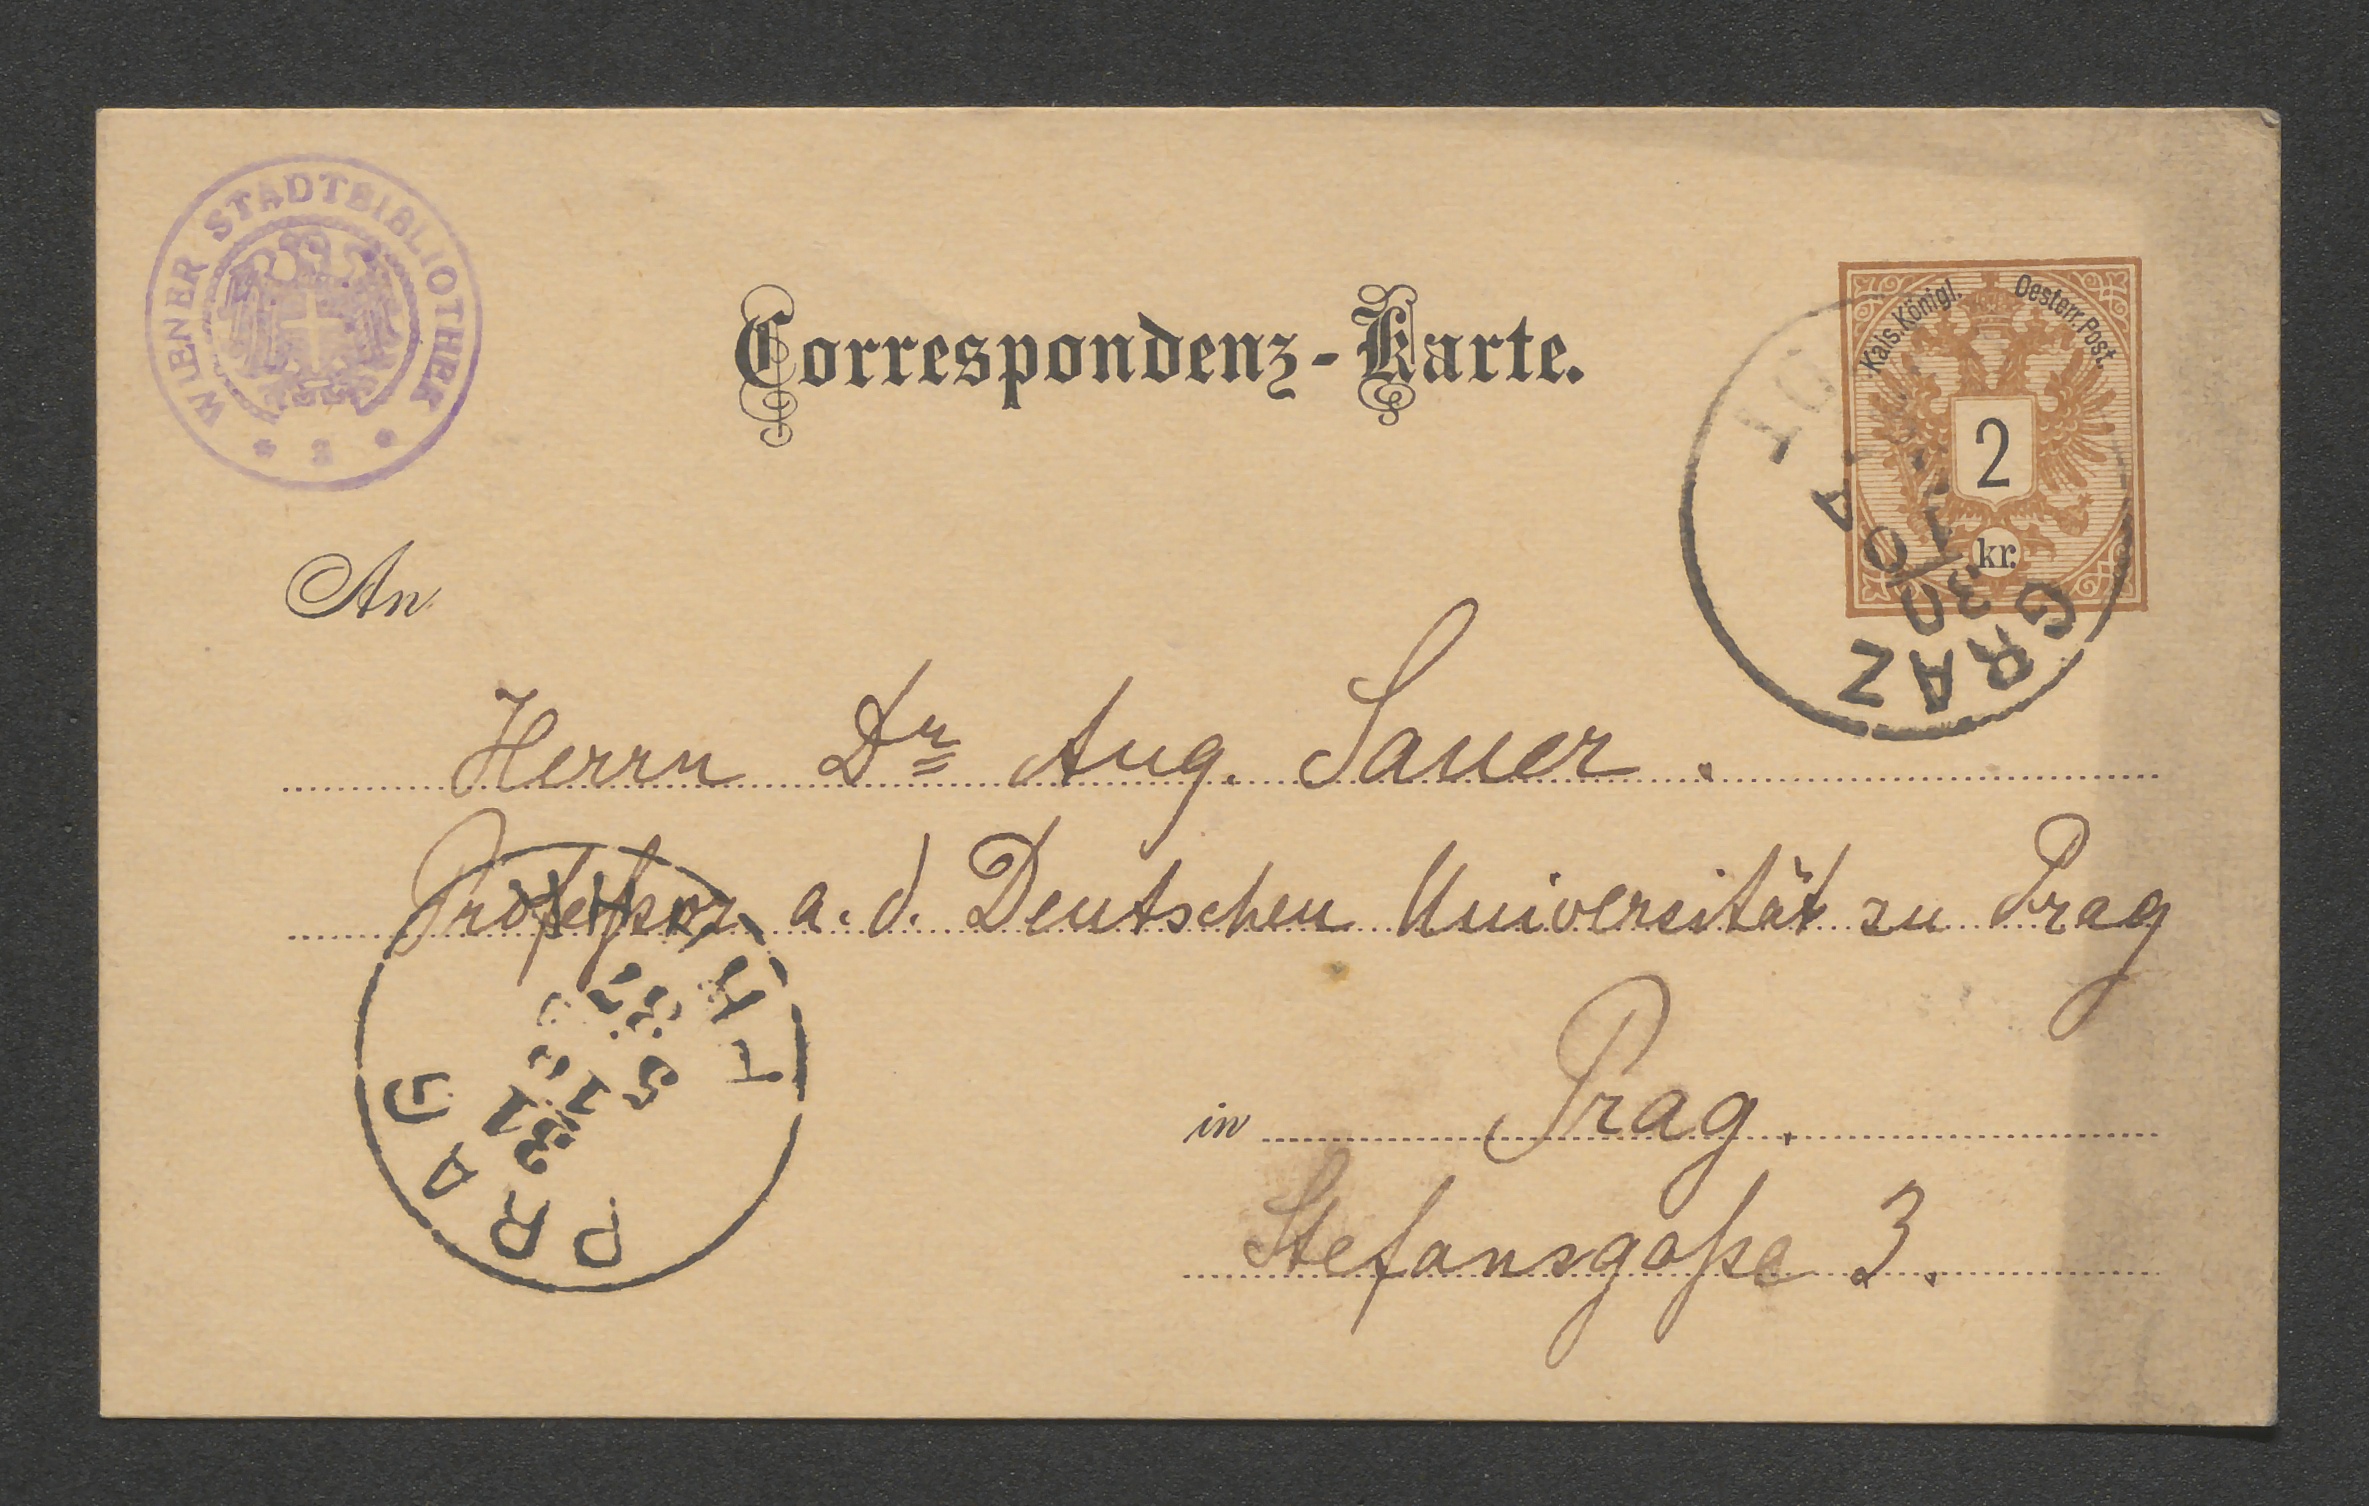 WIENER STADTBIBLIOTHEK
Correspondenz-Karte.
Kais. Königl. Oesterr. Post.
2
kr.
GRAZ
An
Herrn Dr Aug. Sauer.
Professor a. d. Deutschen Universität zu Prag
in Prag.
Stefansgasse 3.
PRAG